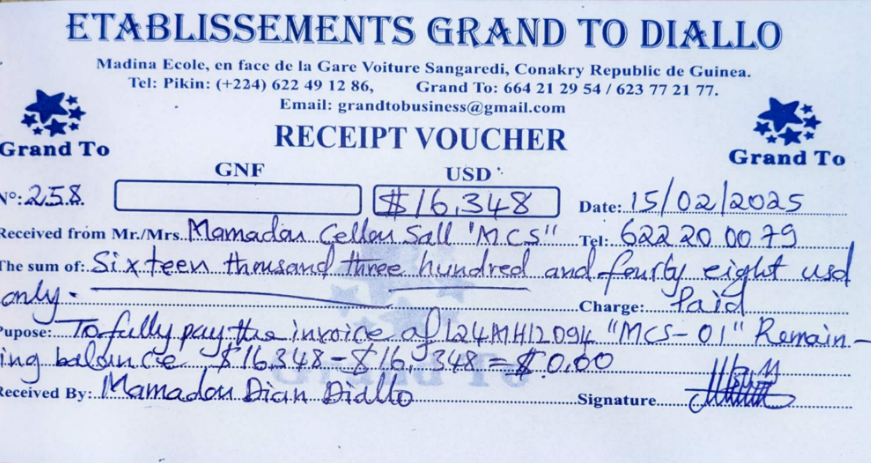 ETABLISSEMENTS GRAND TO DIALLO
Madina Ecole, en face de la Gare Voiture Sangaredi, Conakry Republic de Guinea.
Tel: Pikin: (+224) 622 49 12 86, Grand To: 664 21 29 54 / 623 77 21 77.
Email: grandtobusiness@gmail.com
Grand To
RECEIPT VOUCHER
Grand To
GNF USD
N°: 258. $16,348 Date: 15/02/2025
Received from Mr./Mrs. Mamadou Cellou Sall "MCS" Tel: 622 20 00 79
The sum of: Sixteen thousand three hundred and fourty eight usd
only. Charge: Paid
Pupose: To fully pay the invoice of 124MH12094 "MCS-01" Remain-
ing balance $16,348-$16,348=$0.00
Received By: Mamadou Dian Diallo Signature